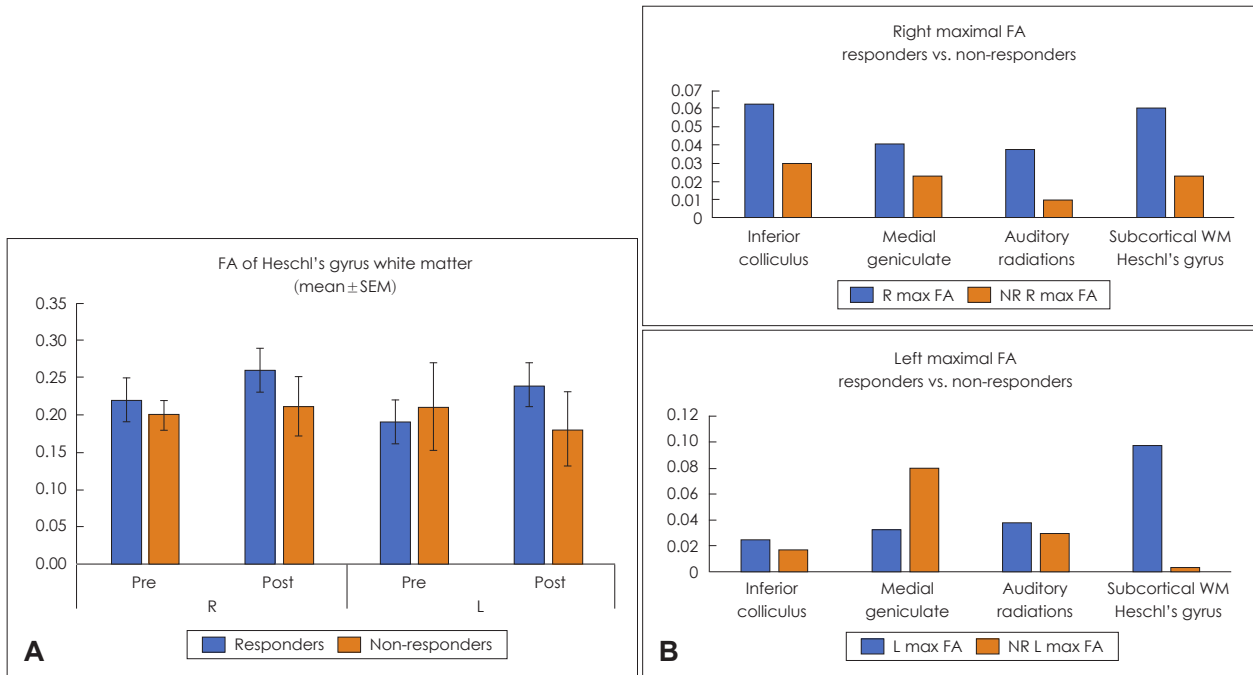 FA of Heschl's gyrus white matter
(mean±SEM)
0.35
0.30
0.25
0.20
0.15
0.10
0.05
0.00
Pre Post Pre Post
R L
Responders Non-responders
A
Right maximal FA
responders vs. non-responders
0.07
0.06
0.05
0.04
0.03
0.02
0.01
0
Inferior Medial Auditory Subcortical WM
colliculus geniculate radiations Heschl's gyrus
R max FA NR R max FA
Left maximal FA
responders vs. non-responders
0.12
0.10
0.08
0.06
0.04
0.02
0
Inferior Medial Auditory Subcortical WM
colliculus geniculate radiations Heschl's gyrus
L max FA NR L max FA
B